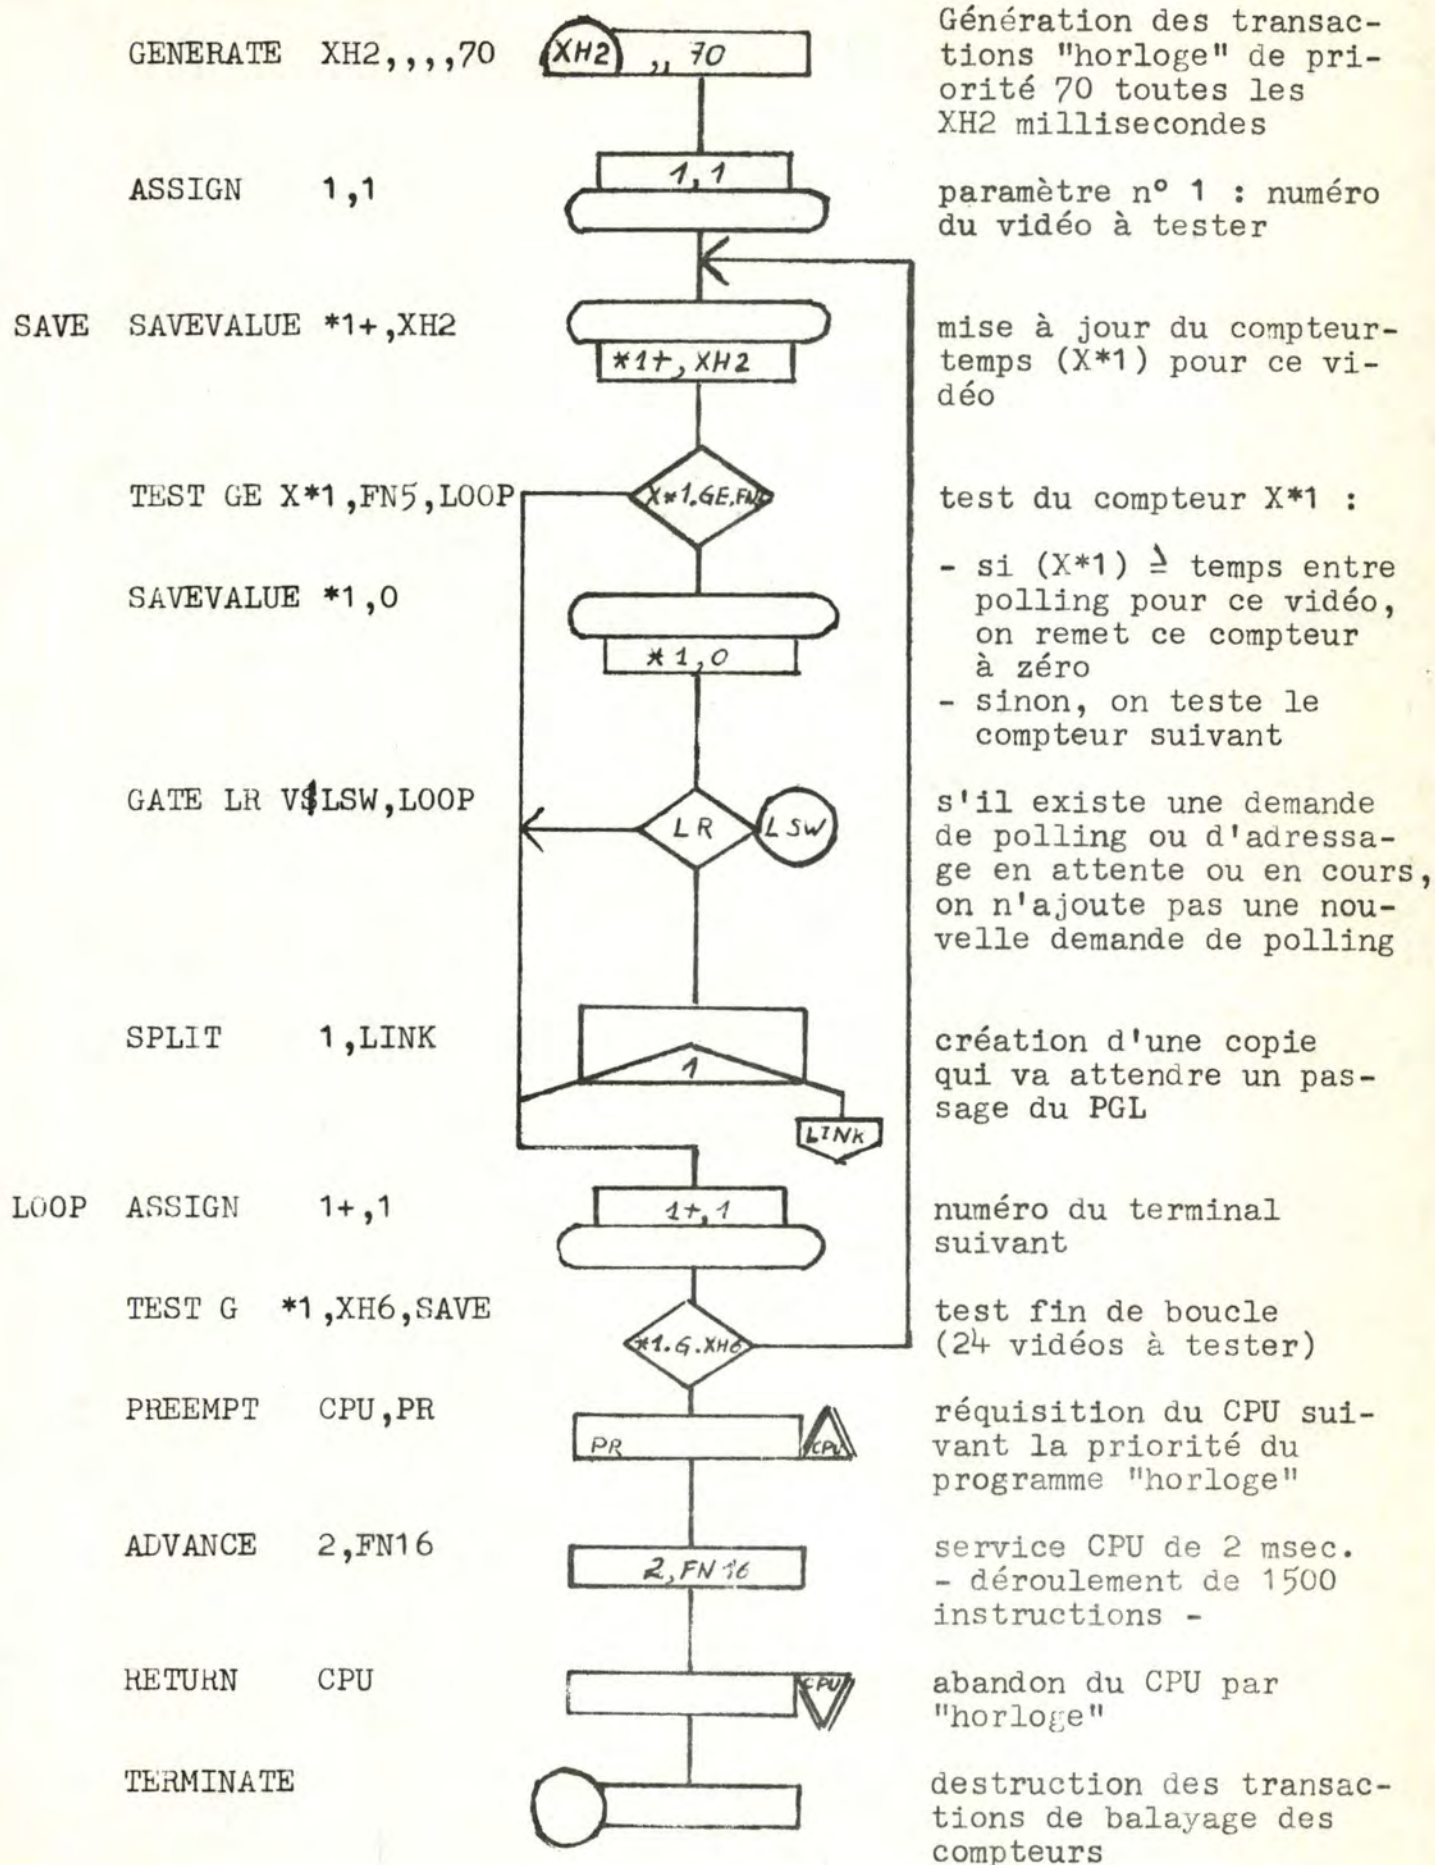 GENERATE XH2,,,,70
XH2 ,, 70
Génération des transac-
tions "horloge" de pri-
orité 70 toutes les
XH2 millisecondes
ASSIGN 1,1
1,1
paramètre n° 1 : numéro
du vidéo à tester
SAVE SAVEVALUE *1+,XH2
*1+, XH2
mise à jour du compteur-
temps (X*1) pour ce vi-
déo
TEST GE X*1,FN5,LOOP
X*1.GE.FN
test du compteur X*1 :
- si (X*1) ≥ temps entre
polling pour ce vidéo,
on remet ce compteur
à zéro
- sinon, on teste le
compteur suivant
SAVEVALUE *1,0
*1,0
GATE LR V$LSW,LOOP
LR LSW
s'il existe une demande
de polling ou d'adressa-
ge en attente ou en cours,
on n'ajoute pas une nou-
velle demande de polling
SPLIT 1,LINK
1
LINK
création d'une copie
qui va attendre un pas-
sage du PGL
LOOP ASSIGN 1+,1
1+,1
numéro du terminal
suivant
TEST G *1,XH6,SAVE
*1.G.XH6
test fin de boucle
(24 vidéos à tester)
PREEMPT CPU,PR
PR CPU
réquisition du CPU sui-
vant la priorité du
programme "horloge"
ADVANCE 2,FN16
2,FN16
service CPU de 2 msec.
- déroulement de 1500
instructions -
RETURN CPU
CPU
abandon du CPU par
"horloge"
TERMINATE
destruction des transac-
tions de balayage des
compteurs